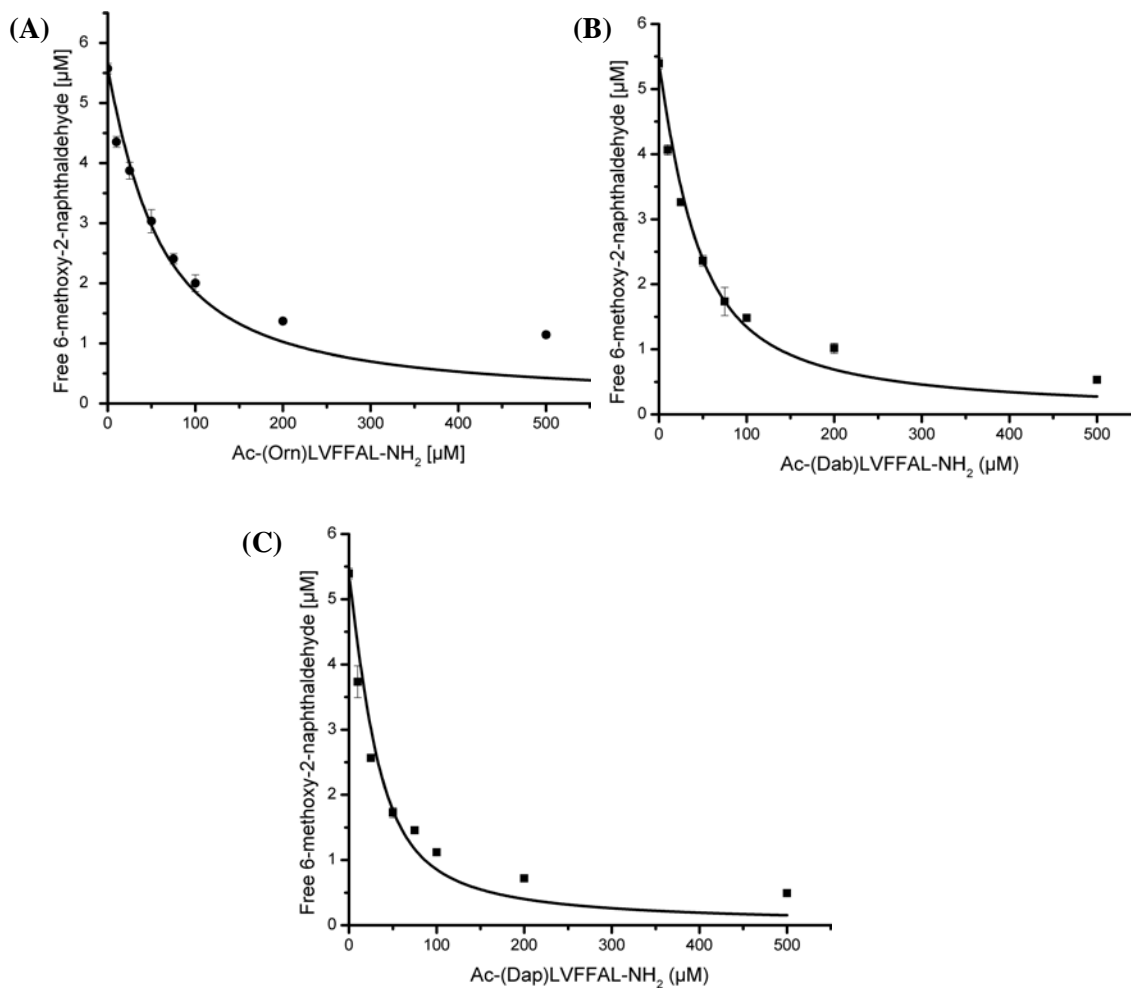 (A)
Free 6-methoxy-2-naphthaldehyde [µM]
6
5
4
3
2
1
0
0 100 200 300 400 500
Ac-(Orn)LVFFAL-NH₂ [µM]
(B)
Free 6-methoxy-2-naphthaldehyde [µM]
6
5
4
3
2
1
0
0 100 200 300 400 500
Ac-(Dab)LVFFAL-NH₂ (µM)
(C)
Free 6-methoxy-2-naphthaldehyde [µM]
6
5
4
3
2
1
0
0 100 200 300 400 500
Ac-(Dap)LVFFAL-NH₂ (µM)